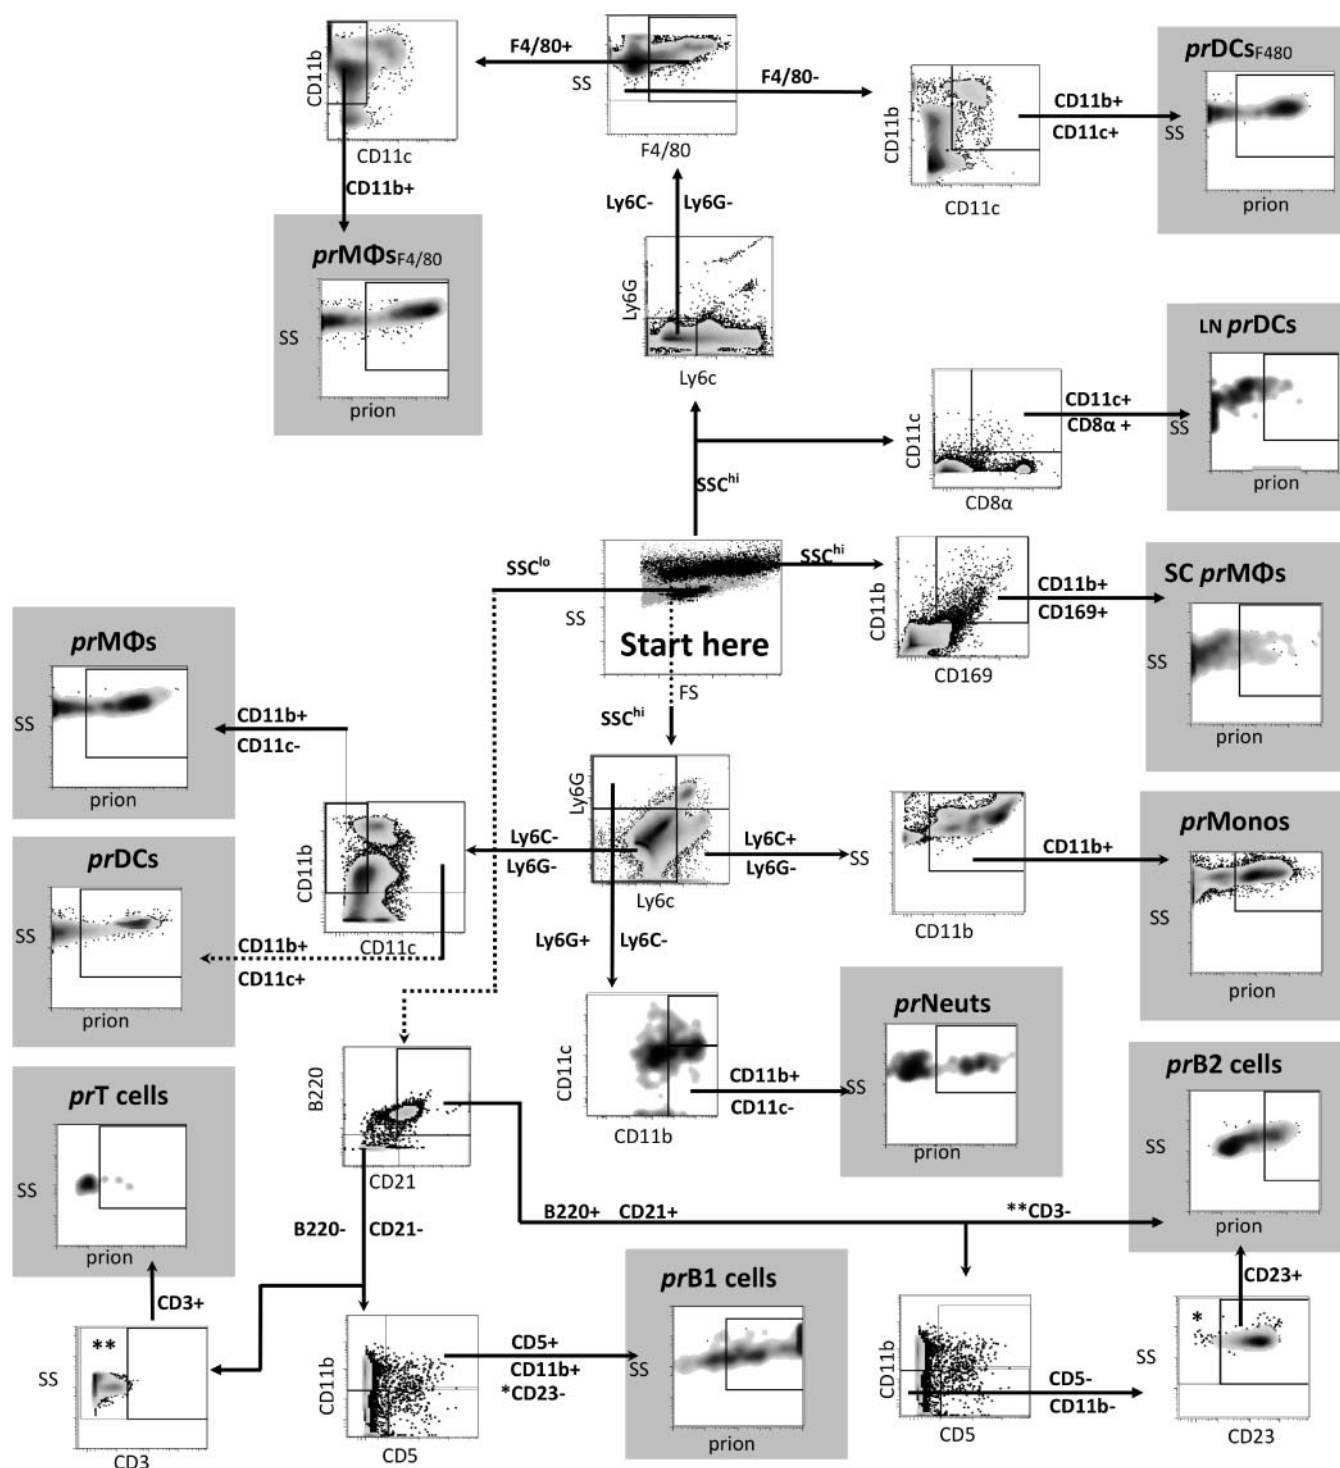 F4/80+
CD11b
CD11c
CD11b+
prMΦsF4/80
SS
prion
SS
F4/80
F4/80-
CD11b
CD11c
CD11b+
CD11c+
prDCsF480
SS
prion
Ly6C-
Ly6G-
Ly6G
Ly6c
CD11c
CD8α
CD11c+
CD8α +
LN prDCs
SS
prion
SSChi
SSClo
SS
Start here
FS
SSChi
CD11b
CD169
CD11b+
CD169+
SC prMΦs
SS
prion
SSChi
prMΦs
SS
prion
CD11b+
CD11c-
prDCs
SS
prion
CD11b+
CD11c+
CD11b
CD11c
Ly6C-
Ly6G-
Ly6G
Ly6c
Ly6C+
Ly6G-
SS
CD11b
CD11b+
prMonos
SS
prion
Ly6G+
Ly6C-
CD11c
CD11b
CD11b+
CD11c-
prNeuts
SS
prion
B220
CD21
prT cells
SS
prion
B220-
CD21-
B220+
CD21+
**CD3-
prB2 cells
SS
prion
CD3+
**
SS
CD3
CD11b
CD5
CD5+
CD11b+
*CD23-
prB1 cells
SS
prion
CD11b
CD5
CD5-
CD11b-
CD23+
*
SS
CD23